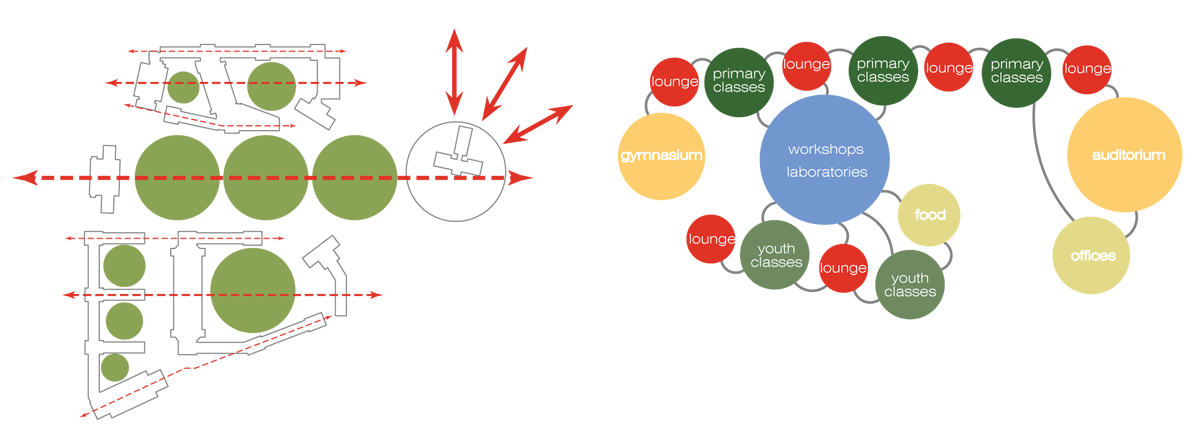 lounge
primary
classes
lounge
primary
classes
lounge
primary
classes
lounge
gymnasium
workshops
laboratories
auditorium
food
lounge
youth
classes
lounge
youth
classes
offices